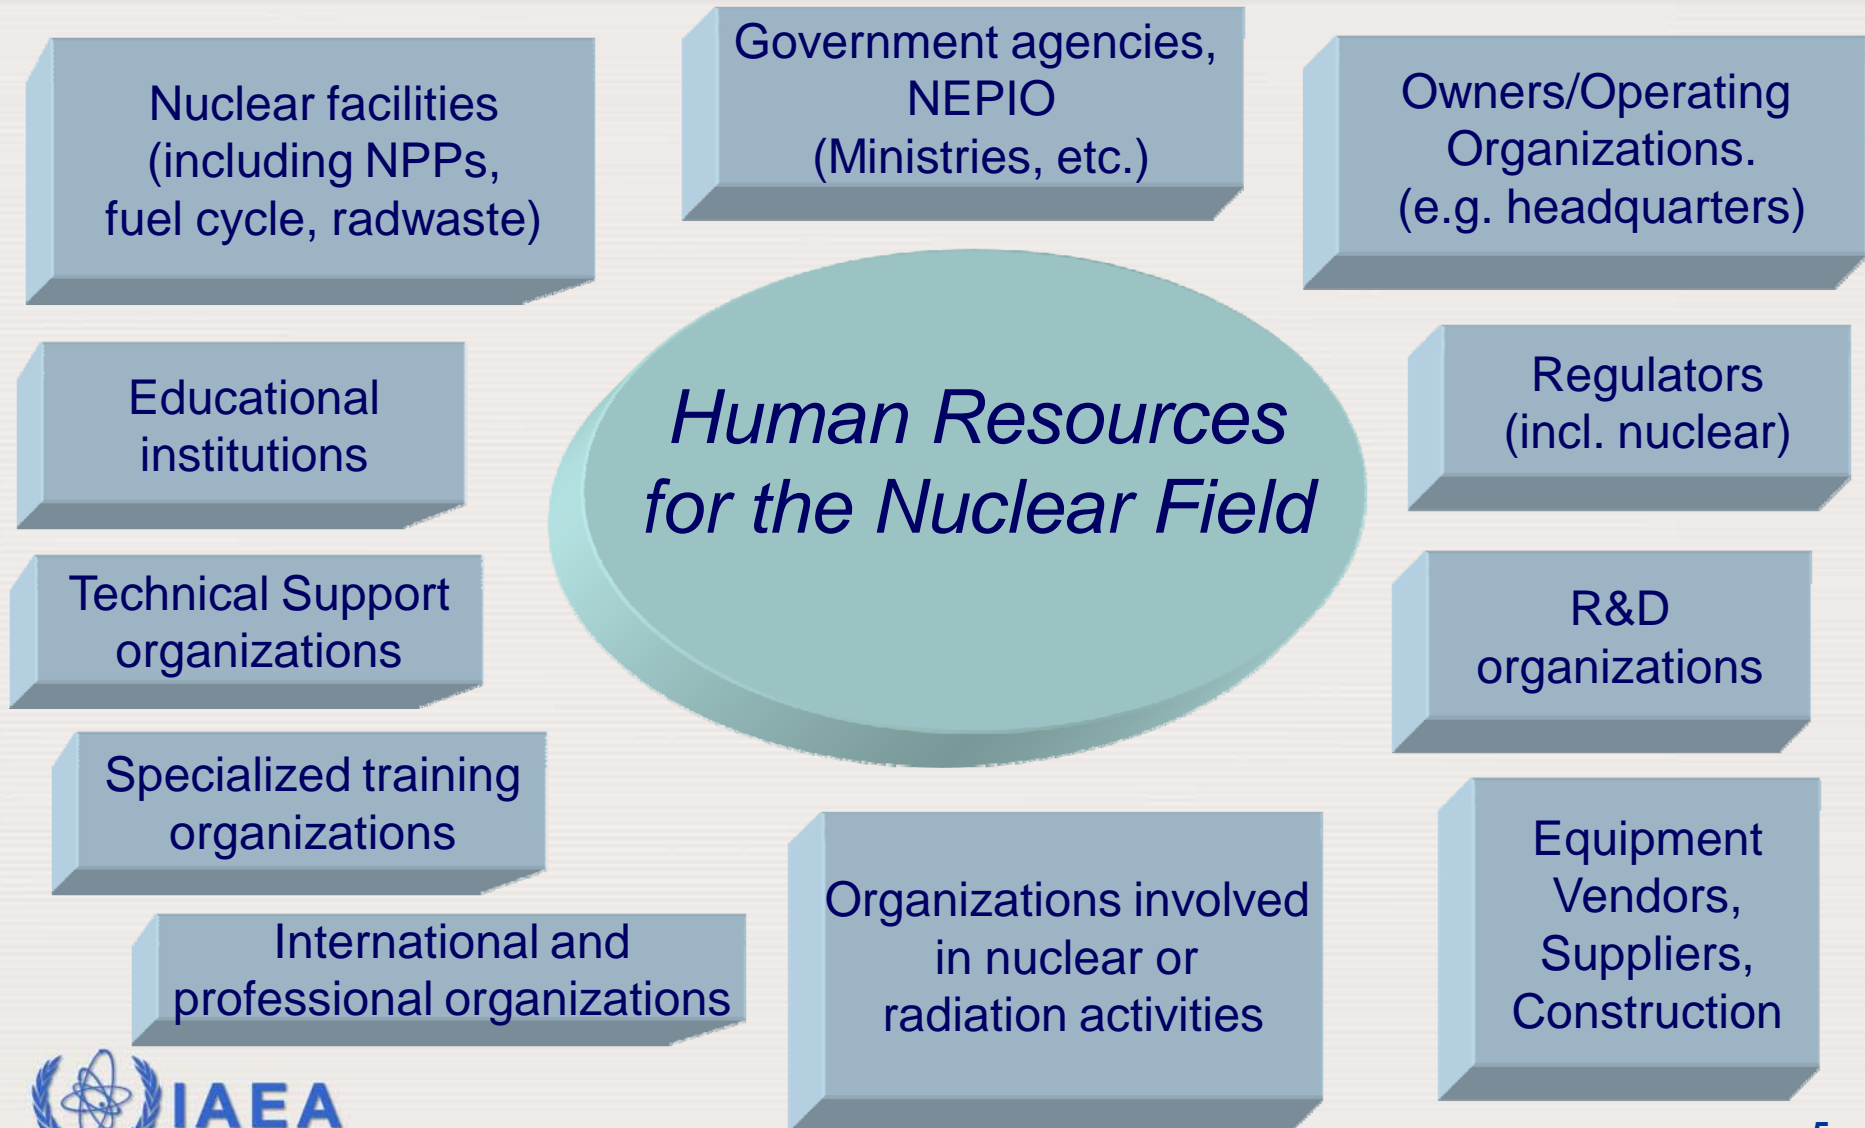 Government agencies,
NEPIO
(Ministries, etc.)
Nuclear facilities
(including NPPs,
fuel cycle, radwaste)
Owners/Operating
Organizations.
(e.g. headquarters)
Human Resources
for the Nuclear Field
Educational
institutions
Regulators
(incl. nuclear)
Technical Support
organizations
R&D
organizations
Specialized training
organizations
Equipment
Vendors,
Suppliers,
Construction
Organizations involved
in nuclear or
radiation activities
International and
professional organizations
IAEA